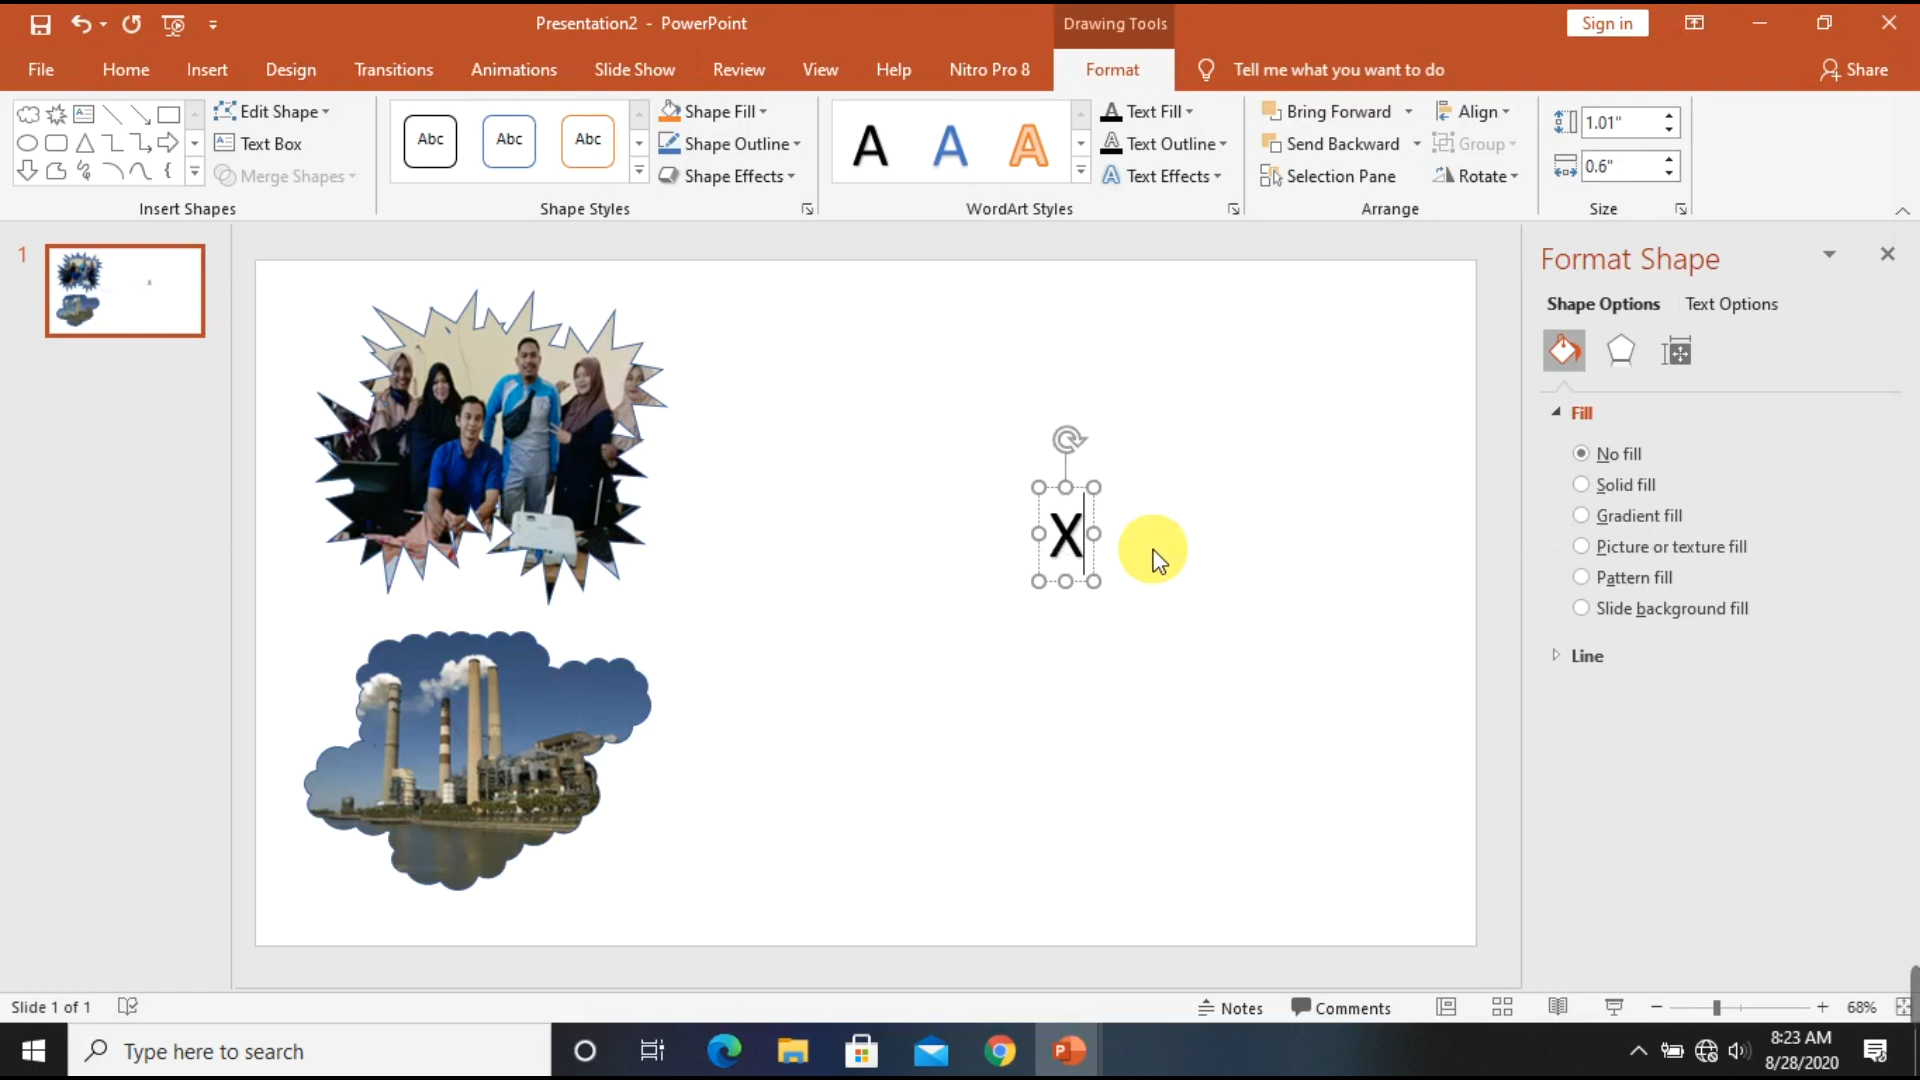 Presentation2 - PowerPoint
Drawing Tools
Sign in
File
Home
Insert
Design
Transitions
Animations
Slide Show
Review
View
Help
Nitro Pro 8
Format
Tell me what you want to do
Share
Edit Shape
Text Box
Merge Shapes
Insert Shapes
Abc
Abc
Abc
Shape Fill
Shape Outline
Shape Effects
Shape Styles
A
A
A
Text Fill
Text Outline
Text Effects
WordArt Styles
Bring Forward
Send Backward
Selection Pane
Align
Group
Rotate
Arrange
1.01"
0.6"
Size
1
X
Format Shape
Shape Options
Text Options
Fill
No fill
Solid fill
Gradient fill
Picture or texture fill
Pattern fill
Slide background fill
Line
Slide 1 of 1
Notes
Comments
68%
Type here to search
8:23 AM
8/28/2020